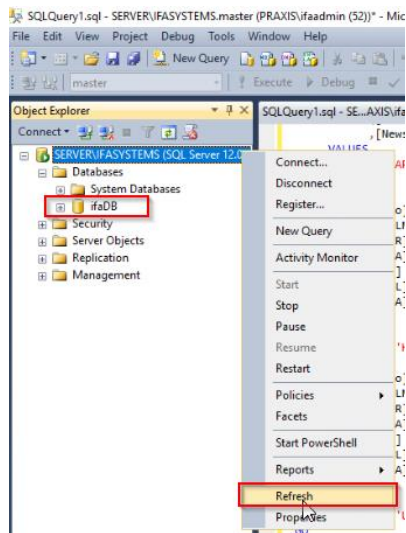 SQLQuery1.sql - SERVER\IFASYSTEMS.master (PRAXIS\ifaadmin (52))* - Mic
File Edit View Project Debug Tools Window Help
New Query
master Execute Debug
Object Explorer
SQLQuery1.sql - SE...AXIS\ifa
Connect
,[News
VALUES
SERVER\IFASYSTEMS (SQL Server 12.0
Databases
System Databases
ifaDB
Security
Server Objects
Replication
Management
Connect...
Disconnect
Register...
New Query
Activity Monitor
Start
Stop
Pause
Resume
Restart
Policies
Facets
Start PowerShell
Reports
Refresh
Properties